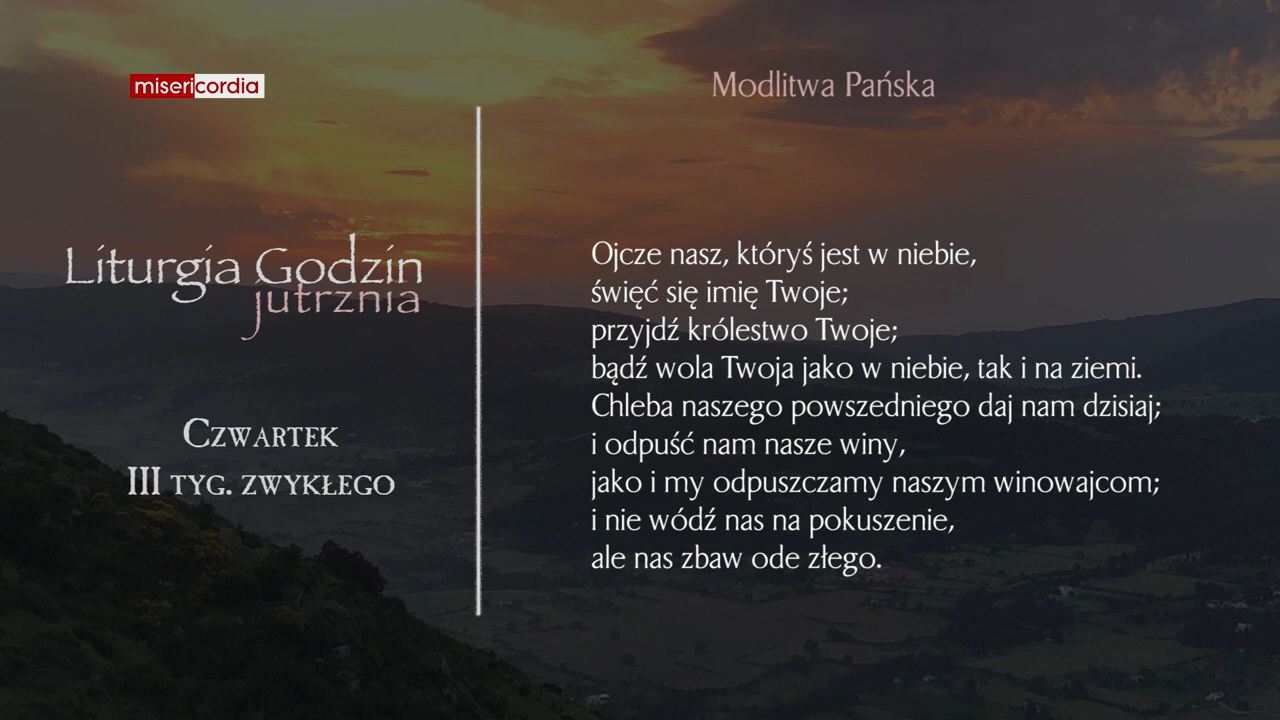 misericordia
Liturgia Godzin
jutrznia
Czwartek
III tyg. zwykłego
Modlitwa Pańska
Ojcze nasz, któryś jest w niebie,
święć się imię Twoje;
przyjdź królestwo Twoje;
bądź wola Twoja jako w niebie, tak i na ziemi.
Chleba naszego powszedniego daj nam dzisiaj;
i odpuść nam nasze winy,
jako i my odpuszczamy naszym winowajcom;
i nie wódź nas na pokuszenie,
ale nas zbaw ode złego.